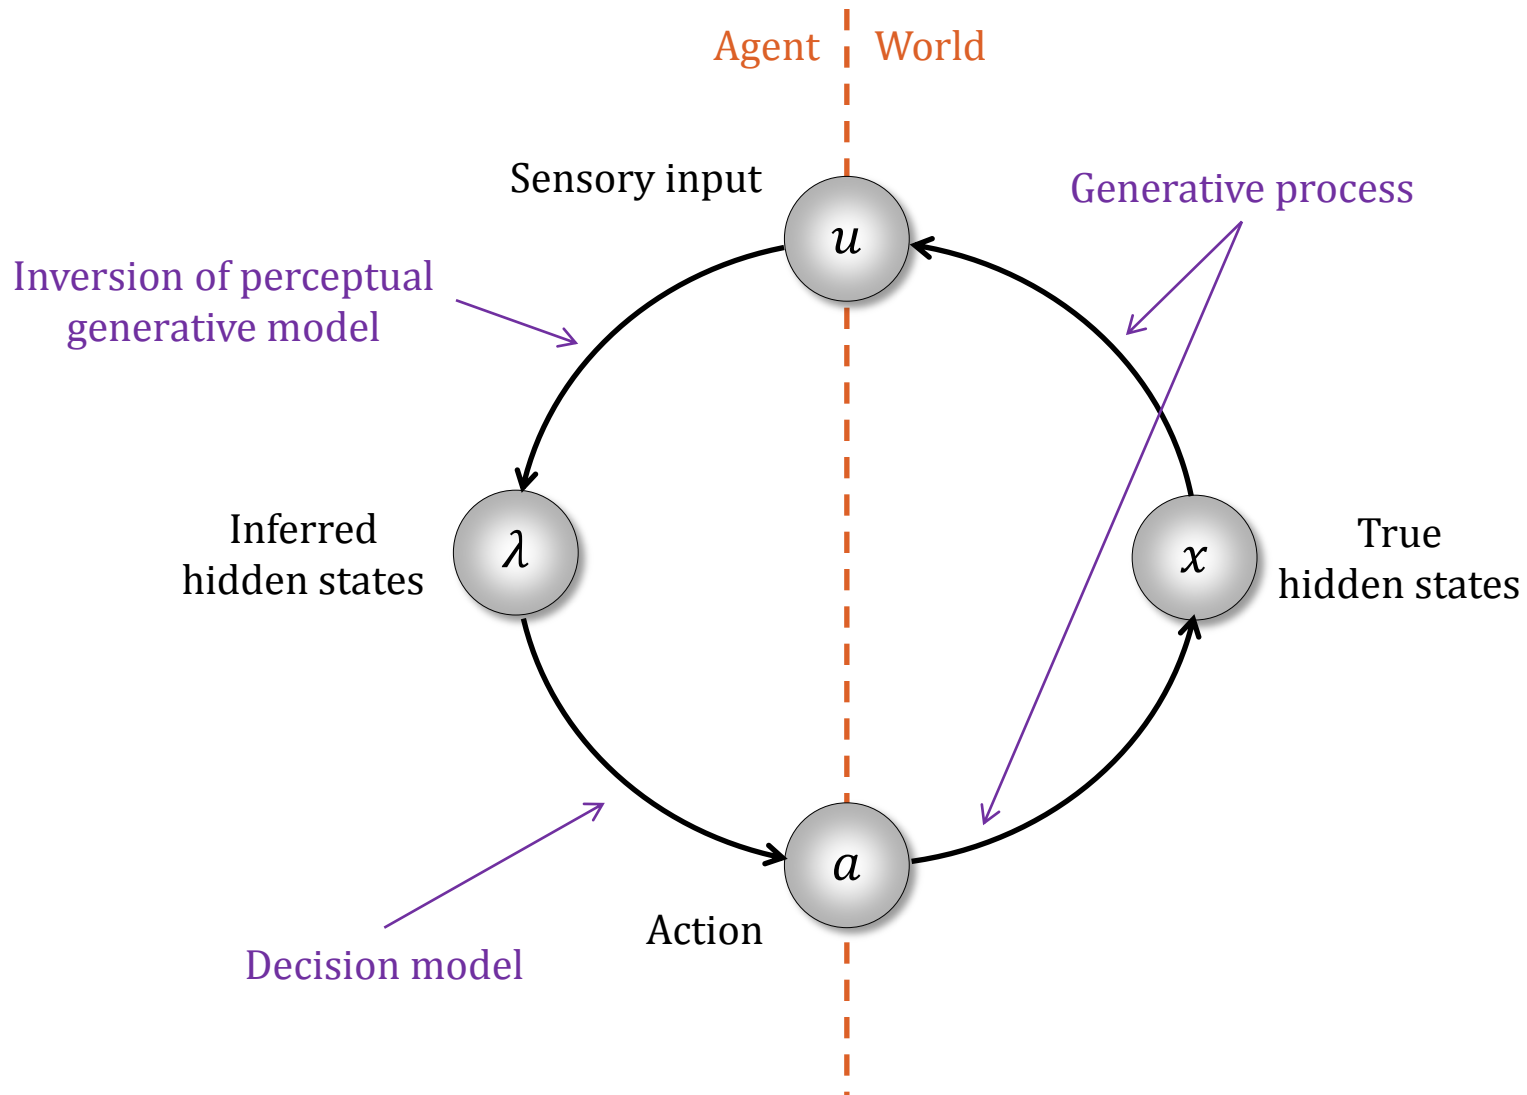 Agent
World
Sensory input
Generative process
u
Inversion of perceptual
generative model
Inferred
hidden states
λ
x
True
hidden states
a
Action
Decision model